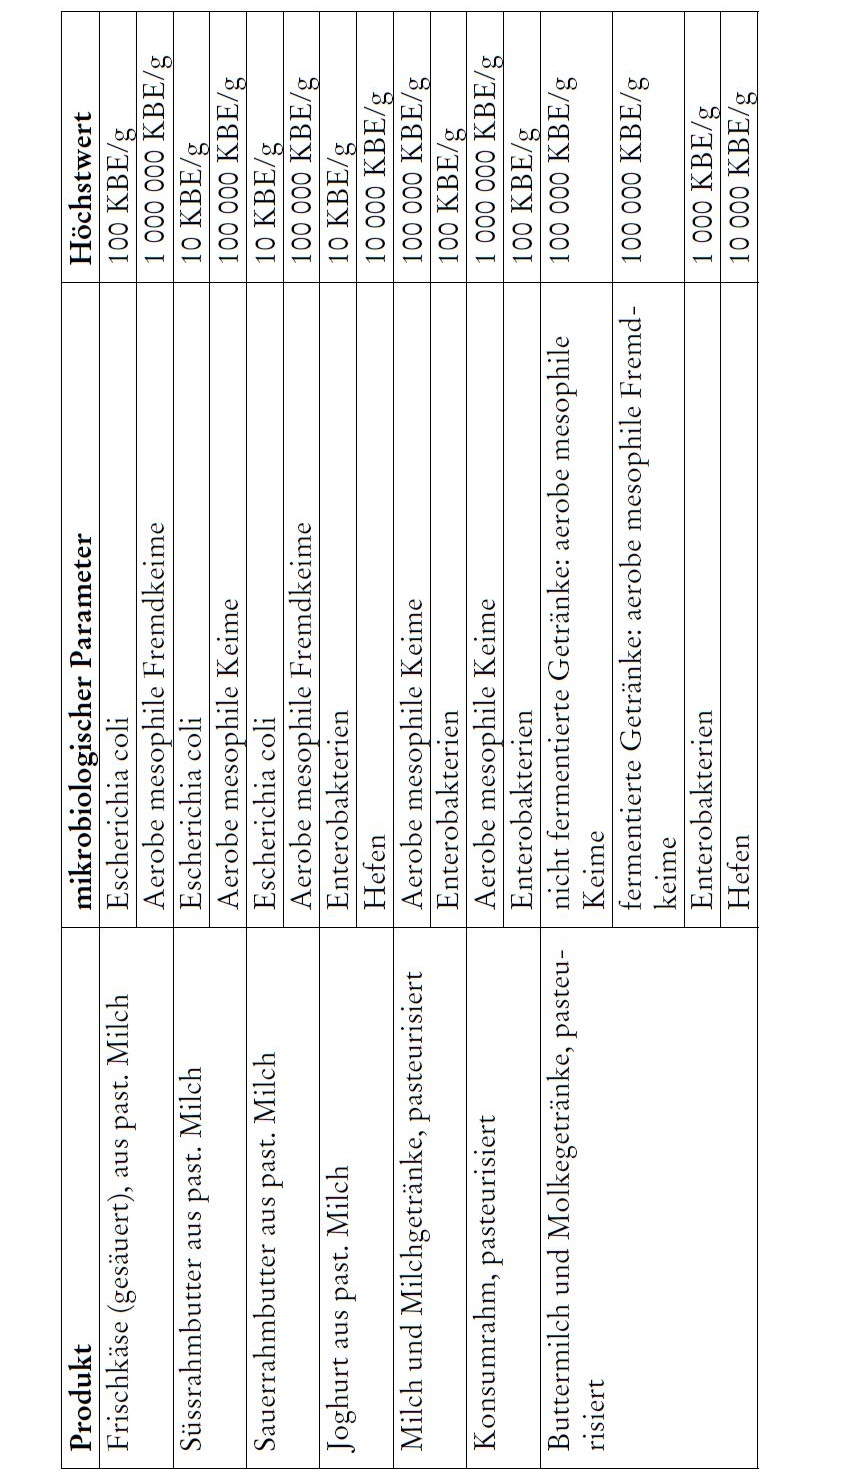 Produkt mikrobiologischer Parameter Höchstwert
Frischkäse (gesäuert), aus past. Milch Escherichia coli 100 KBE/g
Aerobe mesophile Fremdkeime 1 000 000 KBE/g
Süssrahmbutter aus past. Milch Escherichia coli 10 KBE/g
Aerobe mesophile Keime 100 000 KBE/g
Sauerrahmbutter aus past. Milch Escherichia coli 10 KBE/g
Aerobe mesophile Fremdkeime 100 000 KBE/g
Joghurt aus past. Milch Enterobakterien 10 KBE/g
Hefen 10 000 KBE/g
Milch und Milchgetränke, pasteurisiert Aerobe mesophile Keime 100 000 KBE/g
Enterobakterien 100 KBE/g
Konsumrahm, pasteurisiert Aerobe mesophile Keime 1 000 000 KBE/g
Enterobakterien 100 KBE/g
Buttermilch und Molkegetränke, pasteu- nicht fermentierte Getränke: aerobe mesophile 100 000 KBE/g
risiert Keime
fermentierte Getränke: aerobe mesophile Fremd- 100 000 KBE/g
keime
Enterobakterien 1 000 KBE/g
Hefen 10 000 KBE/g